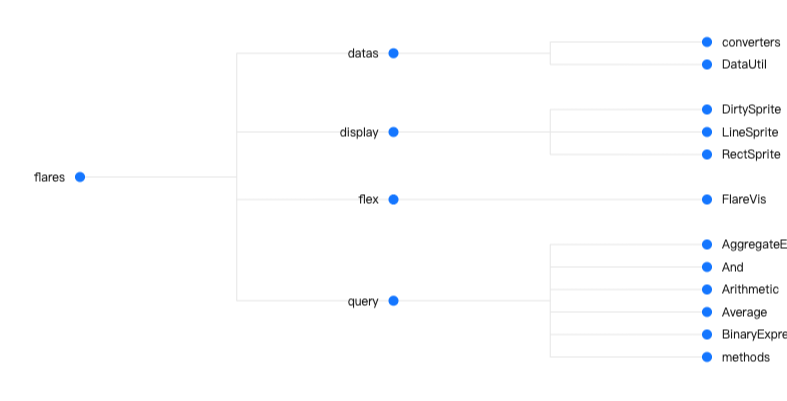 flares
datas
converters
DataUtil
display
DirtySprite
LineSprite
RectSprite
flex
FlareVis
query
AggregateE
And
Arithmetic
Average
BinaryExpre
methods